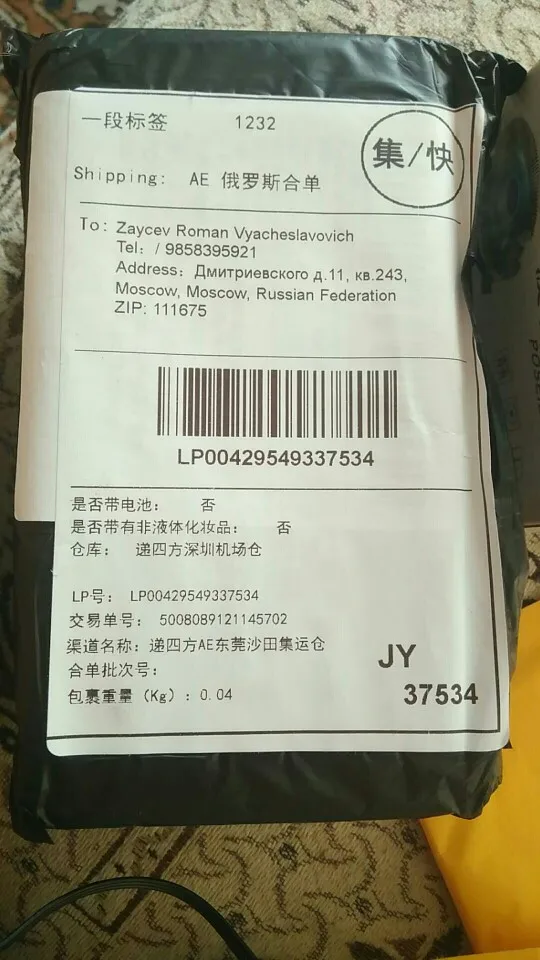 一段标签 1232
集/快
Shipping: AE 俄罗斯合单
To: Zaycev Roman Vyacheslavovich
Tel: / 9858395921
Address: Дмитриевского д.11, кв.243,
Moscow, Moscow, Russian Federation
ZIP: 111675
LP00429549337534
是否带电池: 否
是否带有非液体化妆品: 否
仓库: 递四方深圳机场仓
LP号: LP00429549337534
交易单号: 5008089121145702
渠道名称: 递四方AE东莞沙田集运仓
合单批次号:
包裹重量 (Kg) : 0.04
JY
37534